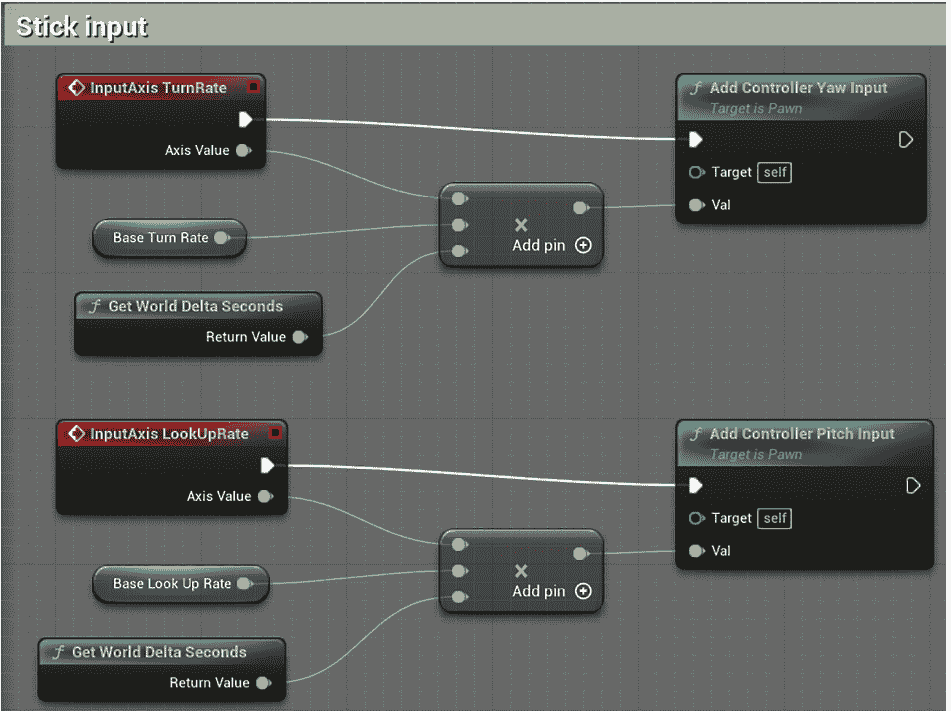 Stick input
InputAxis TurnRate
Axis Value
Base Turn Rate
f Get World Delta Seconds
Return Value
Add pin
f Add Controller Yaw Input
Target is Pawn
Target self
Val
InputAxis LookUpRate
Axis Value
Base Look Up Rate
f Get World Delta Seconds
Return Value
Add pin
f Add Controller Pitch Input
Target is Pawn
Target self
Val